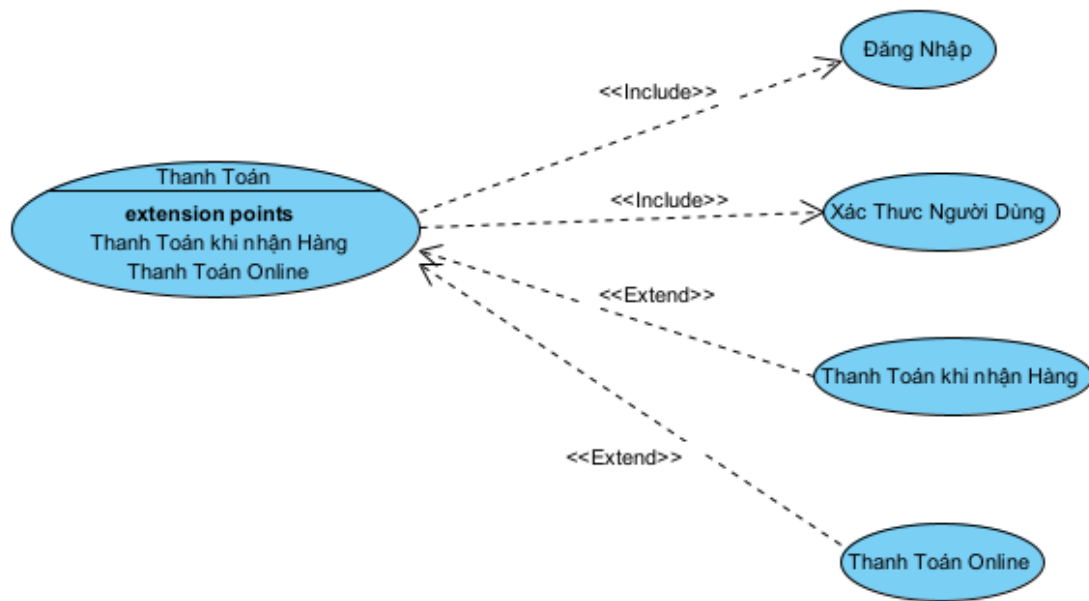 Đăng Nhập
<<Include>>
Thanh Toán
extension points
Thanh Toán khi nhận Hàng
Thanh Toán Online
<<Include>>
Xác Thưc Người Dùng
<<Extend>>
Thanh Toán khi nhận Hàng
<<Extend>>
Thanh Toán Online